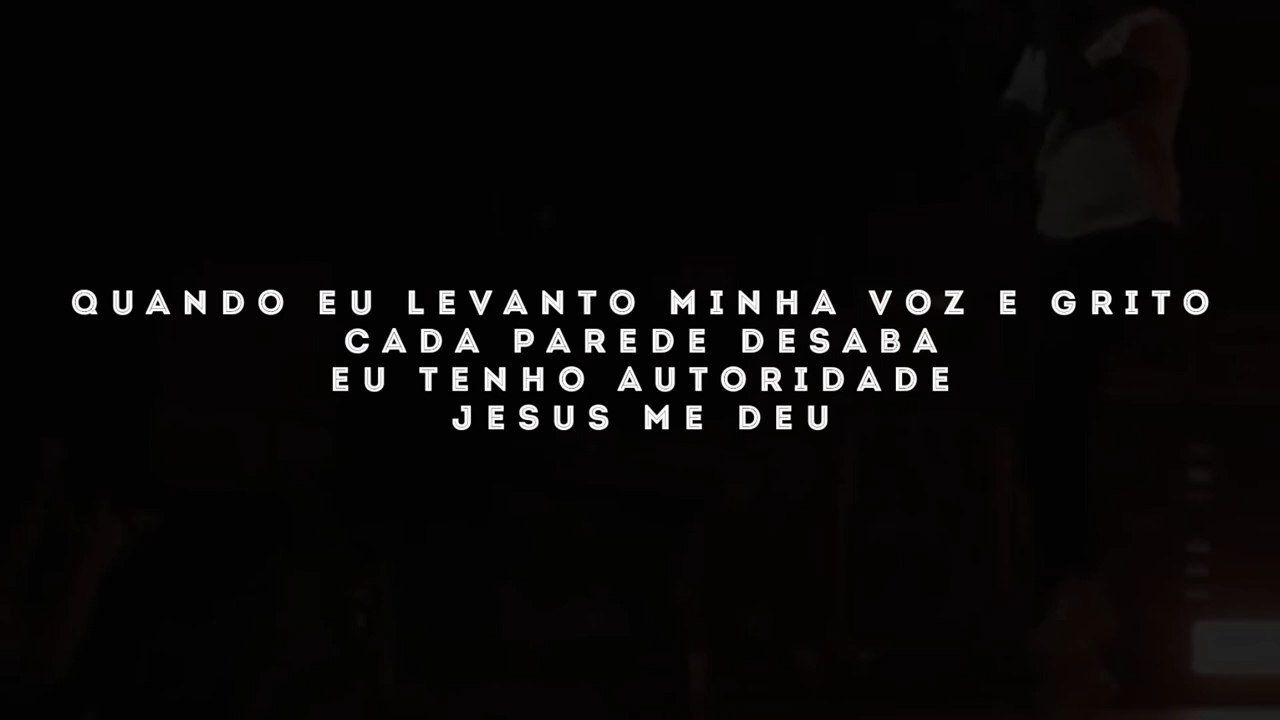 QUANDO EU LEVANTO MINHA VOZ E GRITO
CADA PAREDE DESABA
EU TENHO AUTORIDADE
JESUS ME DEU